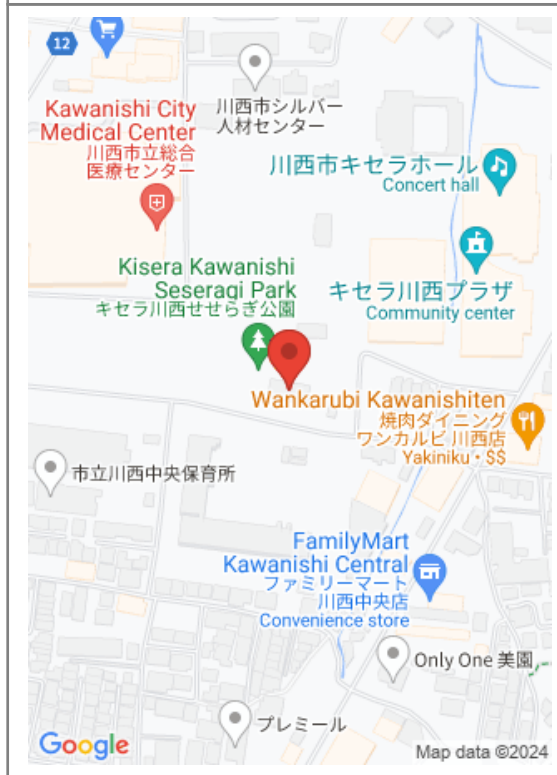 12
川西市シルバー
人材センター
Kawanishi City
Medical Center
川西市立総合
医療センター
川西市キセラホール
Concert hall
Kisera Kawanishi
Seseragi Park
キセラ川西せせらぎ公園
キセラ川西プラザ
Community center
Wankarubi Kawanishiten
焼肉ダイニング
ワンカルビ 川西店
Yakiniku • $$
市立川西中央保育所
FamilyMart
Kawanishi Central
ファミリーマート
川西中央店
Convenience store
Only One 美園
プレミール
Google
Map data ©2024